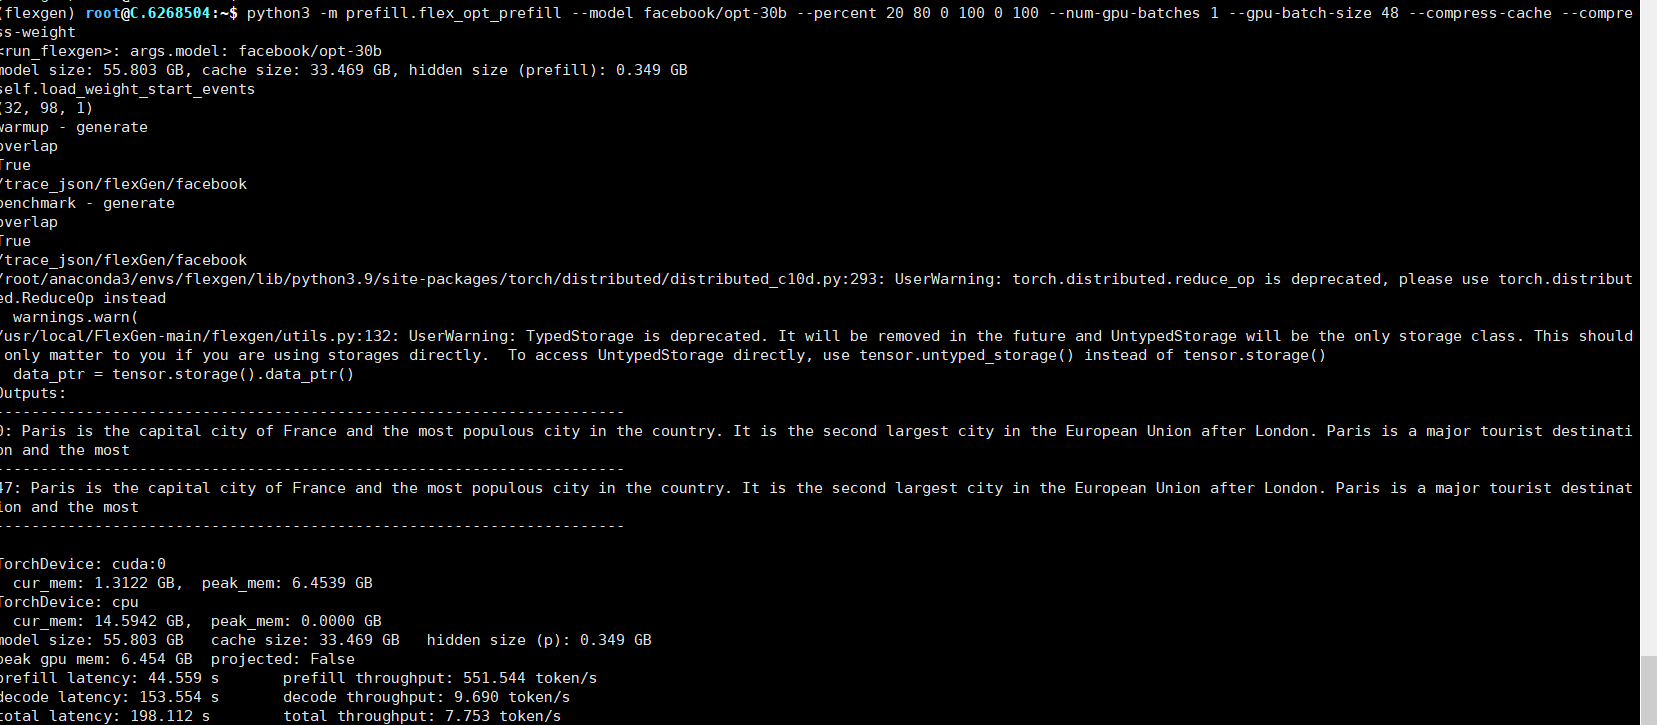 (flexgen) root@C.6268504:~$ python3 -m prefill.flex_opt_prefill --model facebook/opt-30b --percent 20 80 0 100 0 100 --num-gpu-batches 1 --gpu-batch-size 48 --compress-cache --compre
ss-weight
<run_flexgen>: args.model: facebook/opt-30b
model size: 55.803 GB, cache size: 33.469 GB, hidden size (prefill): 0.349 GB
self.load_weight_start_events
(32, 98, 1)
warmup - generate
overlap
True
/trace_json/flexGen/facebook
benchmark - generate
overlap
True
/trace_json/flexGen/facebook
/root/anaconda3/envs/flexgen/lib/python3.9/site-packages/torch/distributed/distributed_c10d.py:293: UserWarning: torch.distributed.reduce_op is deprecated, please use torch.distribut
ed.ReduceOp instead
  warnings.warn(
/usr/local/FlexGen-main/flexgen/utils.py:132: UserWarning: TypedStorage is deprecated. It will be removed in the future and UntypedStorage will be the only storage class. This should
 only matter to you if you are using storages directly.  To access UntypedStorage directly, use tensor.untyped_storage() instead of tensor.storage()
  data_ptr = tensor.storage().data_ptr()
Outputs:
----------------------------------------------------------------------
0: Paris is the capital city of France and the most populous city in the country. It is the second largest city in the European Union after London. Paris is a major tourist destinati
on and the most
----------------------------------------------------------------------
47: Paris is the capital city of France and the most populous city in the country. It is the second largest city in the European Union after London. Paris is a major tourist destinat
ion and the most
----------------------------------------------------------------------
TorchDevice: cuda:0
  cur_mem: 1.3122 GB,  peak_mem: 6.4539 GB
TorchDevice: cpu
  cur_mem: 14.5942 GB,  peak_mem: 0.0000 GB
model size: 55.803 GB   cache size: 33.469 GB   hidden size (p): 0.349 GB
peak gpu mem: 6.454 GB  projected: False
prefill latency: 44.559 s       prefill throughput: 551.544 token/s
decode latency: 153.554 s       decode throughput: 9.690 token/s
total latency: 198.112 s        total throughput: 7.753 token/s